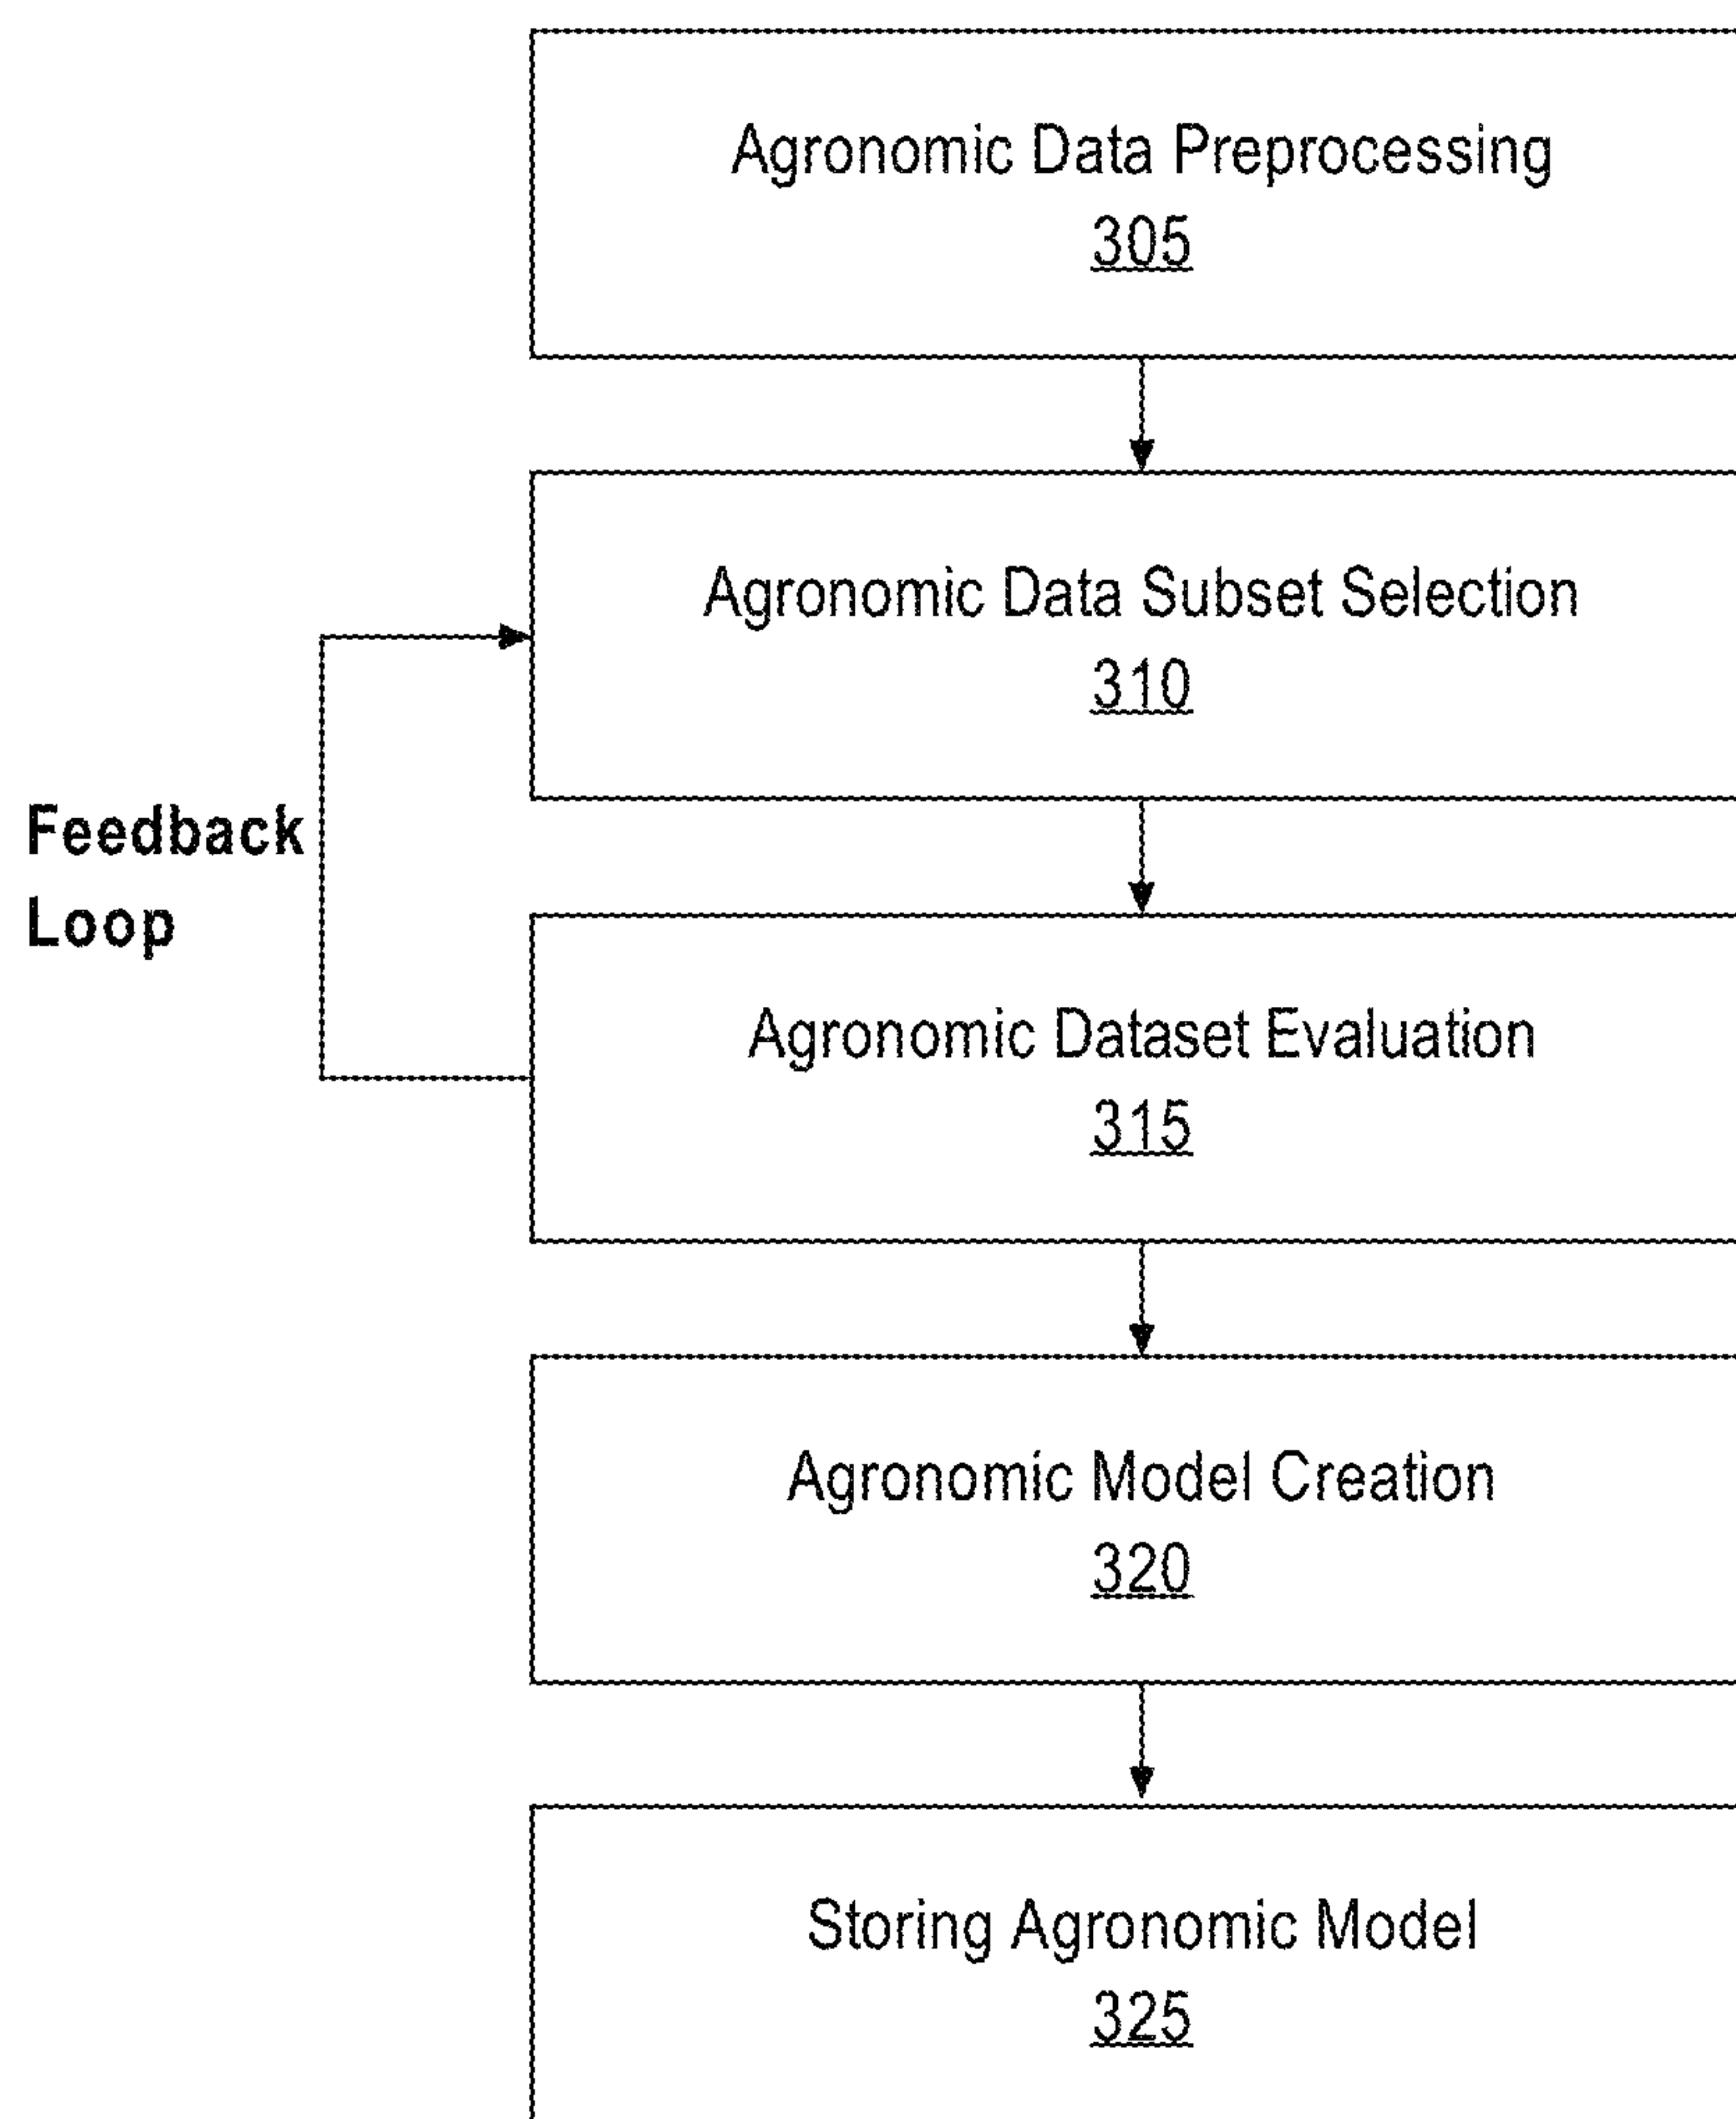 Agronomic Data Preprocessing
305
Agronomic Data Subset Selection
310
Feedback
Loop
Agronomic Dataset Evaluation
315
Agronomic Model Creation
320
Storing Agronomic Model
325